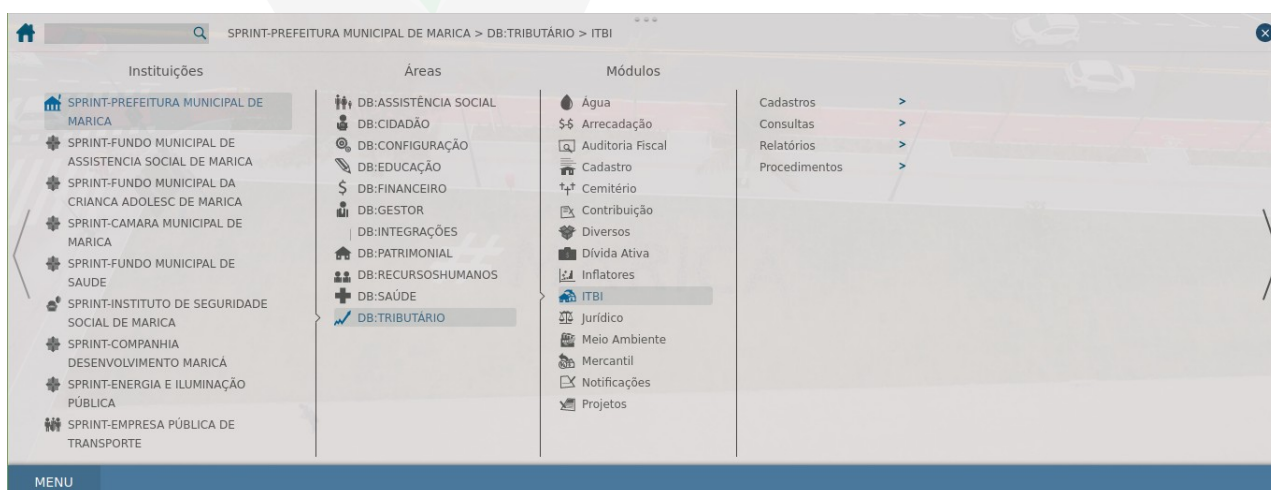 SPRINT-PREFEITURA MUNICIPAL DE MARICA > DB:TRIBUTÁRIO > ITBI
Instituições
SPRINT-PREFEITURA MUNICIPAL DE
MARICA
SPRINT-FUNDO MUNICIPAL DE
ASSISTENCIA SOCIAL DE MARICA
SPRINT-FUNDO MUNICIPAL DA
CRIANCA ADOLESC DE MARICA
SPRINT-CAMARA MUNICIPAL DE
MARICA
SPRINT-FUNDO MUNICIPAL DE
SAUDE
SPRINT-INSTITUTO DE SEGURIDADE
SOCIAL DE MARICA
SPRINT-COMPANHIA
DESENVOLVIMENTO MARICÁ
SPRINT-ENERGIA E ILUMINAÇÃO
PÚBLICA
SPRINT-EMPRESA PÚBLICA DE
TRANSPORTE
Áreas
DB:ASSISTÊNCIA SOCIAL
DB:CIDADÃO
DB:CONFIGURAÇÃO
DB:EDUCAÇÃO
DB:FINANCEIRO
DB:GESTOR
DB:INTEGRAÇÕES
DB:PATRIMONIAL
DB:RECURSOSHUMANOS
DB:SAÚDE
DB:TRIBUTÁRIO
Módulos
Água
Arrecadação
Auditoria Fiscal
Cadastro
Cemitério
Contribuição
Diversos
Dívida Ativa
Inflatores
ITBI
Jurídico
Meio Ambiente
Mercantil
Notificações
Projetos
Cadastros >
Consultas >
Relatórios >
Procedimentos >
MENU